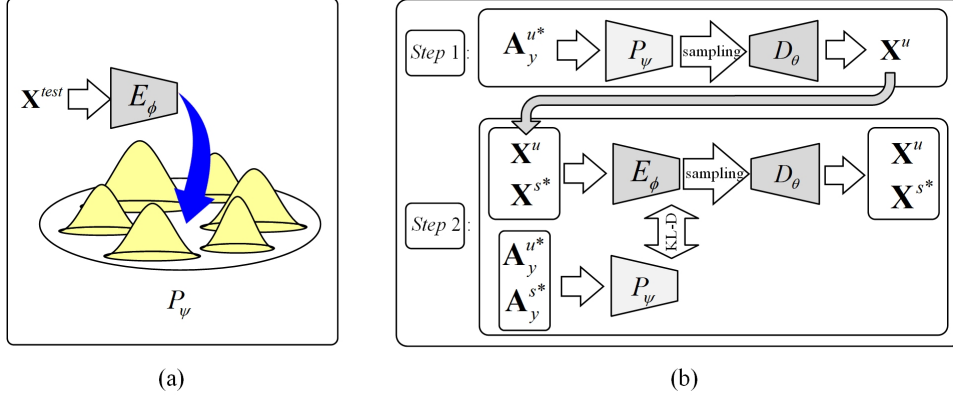 X^test
E_ϕ
P_ψ
(a)
Step 1 :
A_y^u*
P_ψ
sampling
D_θ
X^u
Step 2 :
X^u
X^s*
E_ϕ
sampling
D_θ
X^u
X^s*
KL-D
A_y^u*
A_y^s*
P_ψ
(b)